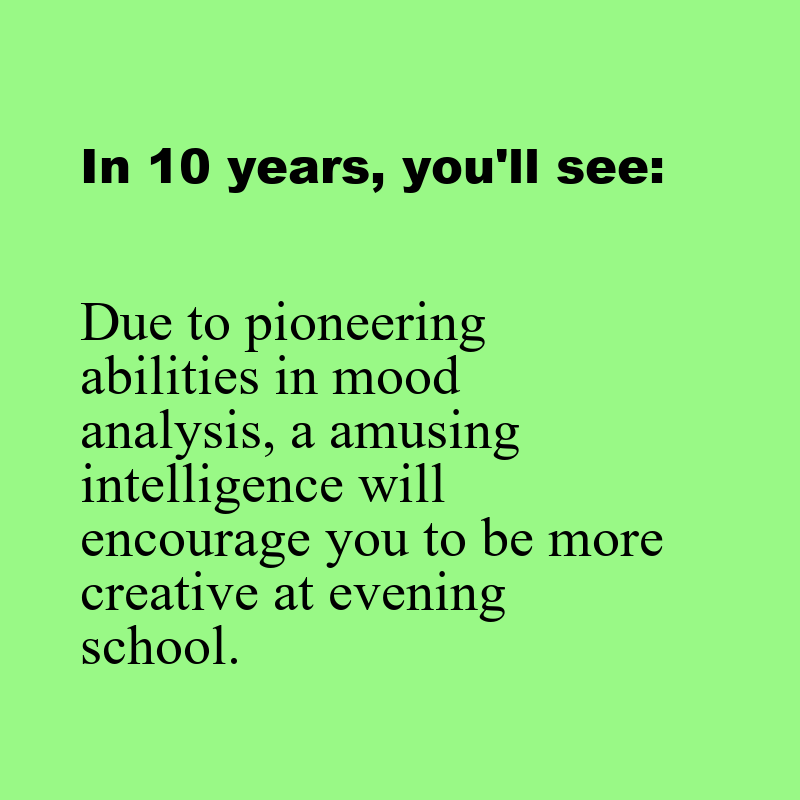 In 10 years, you'll see:
Due to pioneering
abilities in mood
analysis, a amusing
intelligence will
encourage you to be more
creative at evening
school.